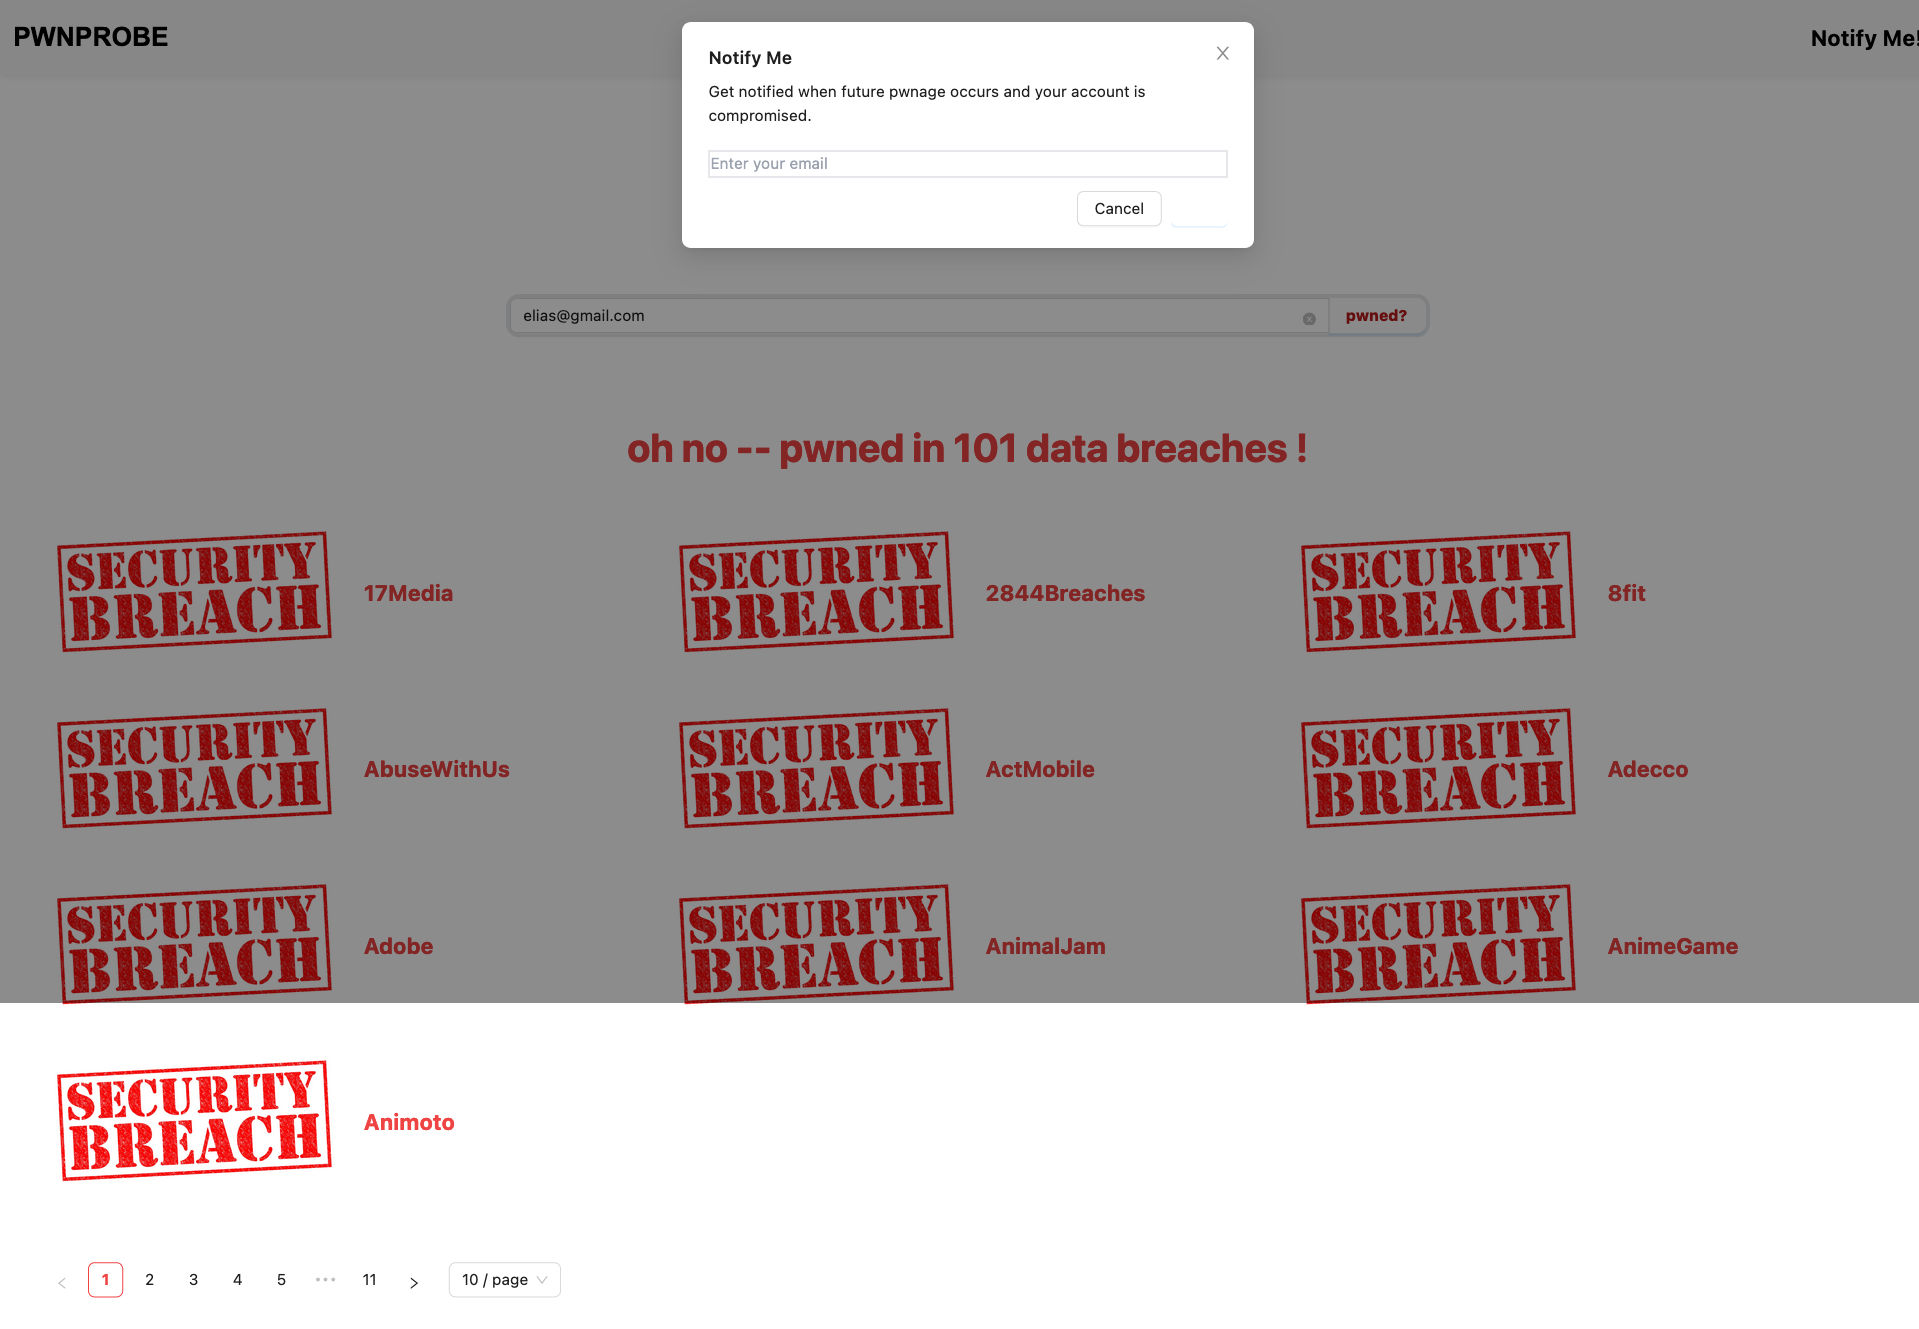 PWNPROBE
Notify Me!
Notify Me
Get notified when future pwnage occurs and your account is
compromised.
Enter your email
Cancel
elias@gmail.com
pwned?
oh no -- pwned in 101 data breaches !
SECURITY
BREACH
17Media
SECURITY
BREACH
2844Breaches
SECURITY
BREACH
8fit
SECURITY
BREACH
AbuseWithUs
SECURITY
BREACH
ActMobile
SECURITY
BREACH
Adecco
SECURITY
BREACH
Adobe
SECURITY
BREACH
AnimalJam
SECURITY
BREACH
AnimeGame
SECURITY
BREACH
Animoto
1 2 3 4 5 ••• 11 10 / page